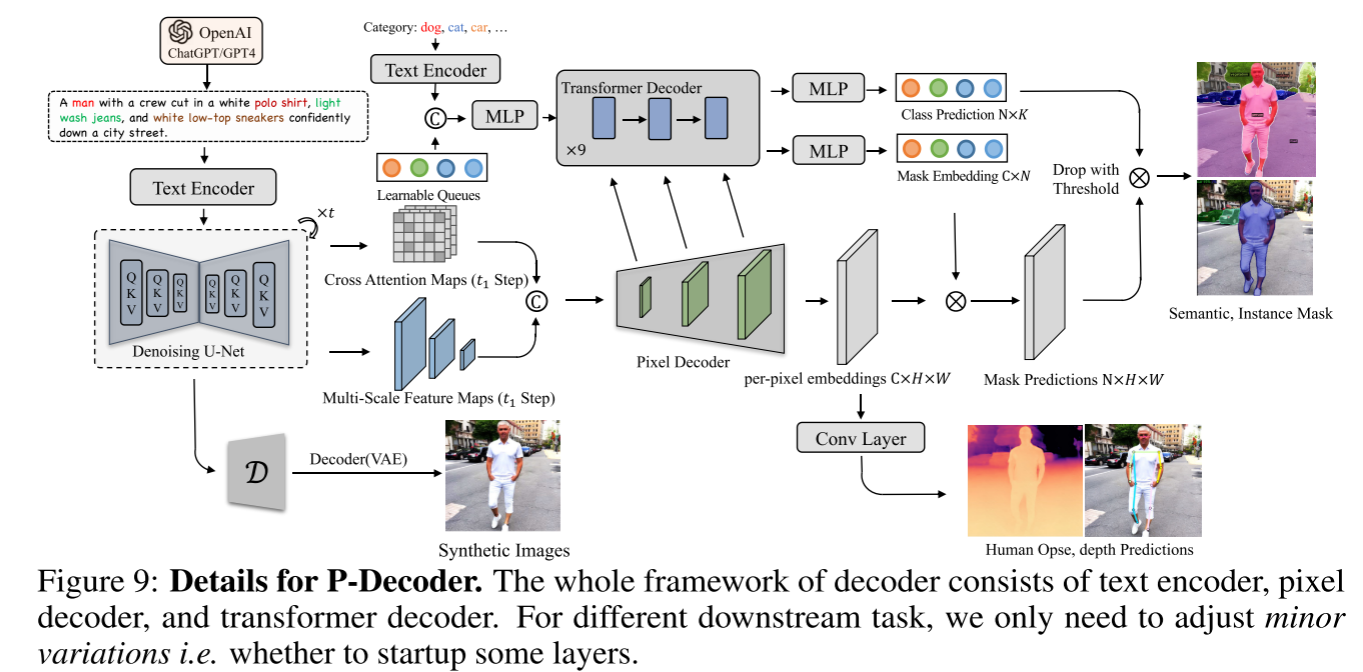 OpenAI
ChatGPT/GPT4
A man with a crew cut in a white polo shirt, light
wash jeans, and white low-top sneakers confidently
down a city street.
Text Encoder
×t
Q K V
Q K V
Q K V
Q K V
Q K V
Q K V
Denoising U-Net
Category: dog, cat, car, …
Text Encoder
C
MLP
Learnable Queues
Cross Attention Maps (t₁ Step)
C
Multi-Scale Feature Maps (t₁ Step)
Transformer Decoder
×9
MLP
Class Prediction N×K
MLP
Mask Embedding C×N
Drop with
Threshold
Semantic, Instance Mask
Pixel Decoder
per-pixel embeddings C×H×W
Mask Predictions N×H×W
Conv Layer
Human Opse, depth Predictions
D
Decoder(VAE)
Synthetic Images
Figure 9: Details for P-Decoder. The whole framework of decoder consists of text encoder, pixel
decoder, and transformer decoder. For different downstream task, we only need to adjust minor
variations i.e. whether to startup some layers.